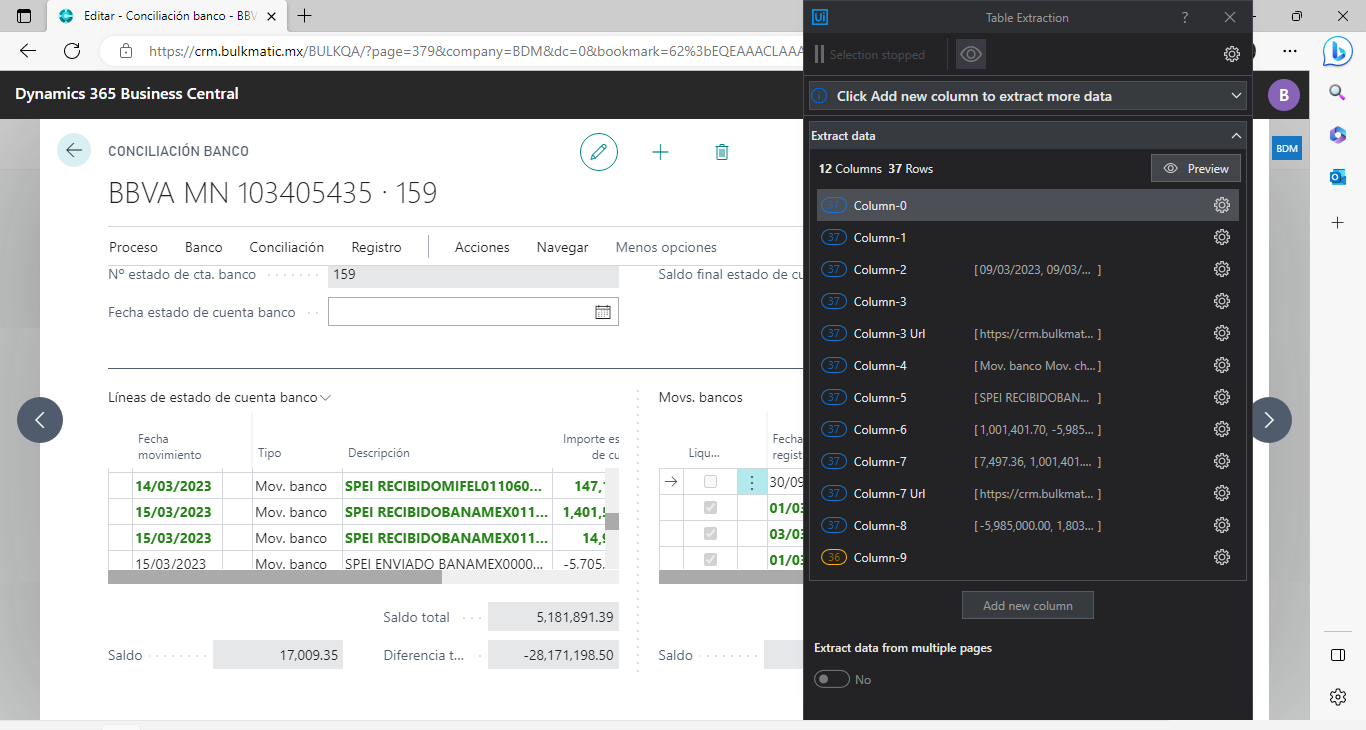 Editar - Conciliación banco - BBV
https://crm.bulkmatic.mx/BULKQA/?page=379&company=BDM&dc=0&bookmark=62%3bEQEAAACLAAA
Dynamics 365 Business Central
B
BDM
CONCILIACIÓN BANCO
BBVA MN 103405435 · 159
Proceso Banco Conciliación Registro Acciones Navegar Menos opciones
Nº estado de cta. banco 159 Saldo final estado de cu
Fecha estado de cuenta banco
Líneas de estado de cuenta banco
Fecha movimiento Tipo Descripción Importe es de cu
14/03/2023 Mov. banco SPEI RECIBIDOMIFEL011060... 147,
15/03/2023 Mov. banco SPEI RECIBIDOBANAMEX011... 1,401,
15/03/2023 Mov. banco SPEI RECIBIDOBANAMEX011... 14,
15/03/2023 Mov. banco SPEI ENVIADO BANAMEX0000... -5.705.
Saldo total 5,181,891.39
Saldo 17,009.35 Diferencia t... -28,171,198.50
Movs. bancos
Liqu... Fecha regist
30/09
01/03
03/03
01/03
Saldo
Ui Table Extraction ?
Selection stopped
Click Add new column to extract more data
Extract data
12 Columns 37 Rows Preview
37 Column-0
37 Column-1
37 Column-2 [ 09/03/2023, 09/03/... ]
37 Column-3
37 Column-3 Url [ https://crm.bulkmat... ]
37 Column-4 [ Mov. banco Mov. ch... ]
37 Column-5 [ SPEI RECIBIDOBAN... ]
37 Column-6 [ 1,001,401.70, -5,985... ]
37 Column-7 [ 7,497.36, 1,001,401.... ]
37 Column-7 Url [ https://crm.bulkmat... ]
37 Column-8 [ -5,985,000.00, 1,803... ]
36 Column-9
Add new column
Extract data from multiple pages
No